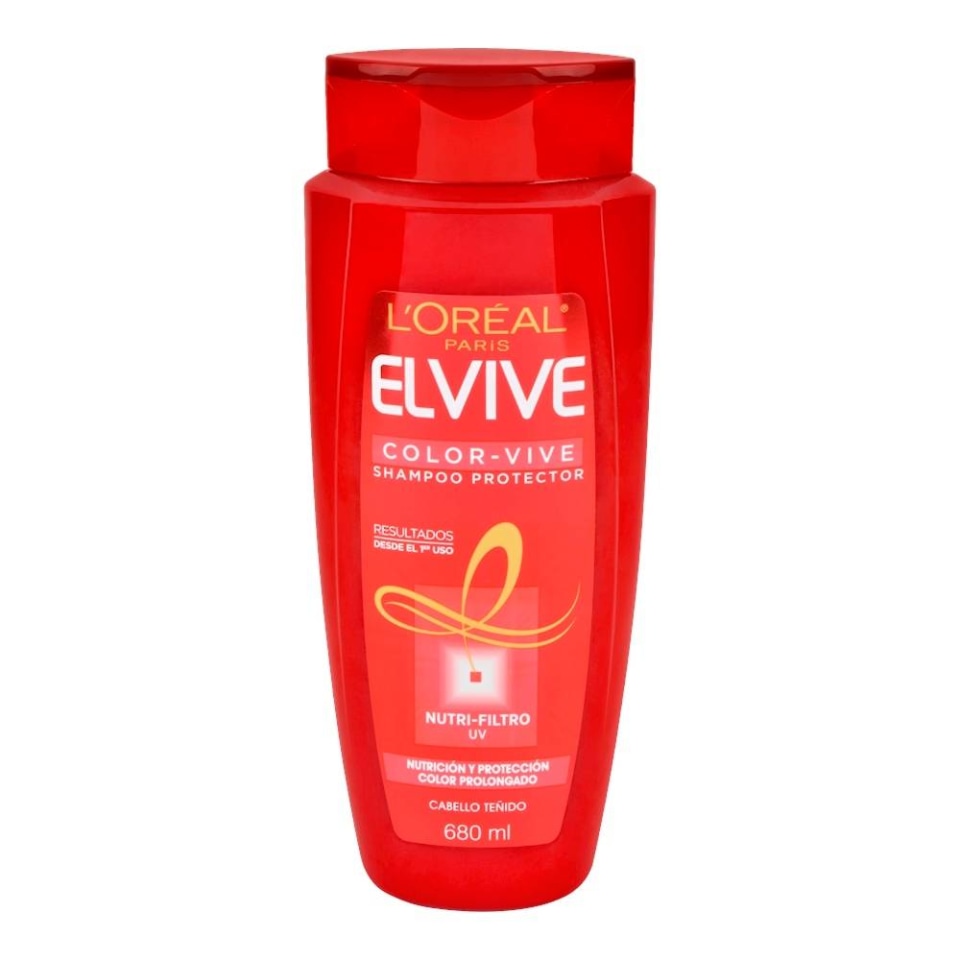 L'ORÉAL®
PARIS
ELVIVE
COLOR-VIVE
SHAMPOO PROTECTOR
RESULTADOS
DESDE EL 1er USO
NUTRI-FILTRO
UV
NUTRICIÓN Y PROTECCIÓN
COLOR PROLONGADO
CABELLO TEÑIDO
680 ml